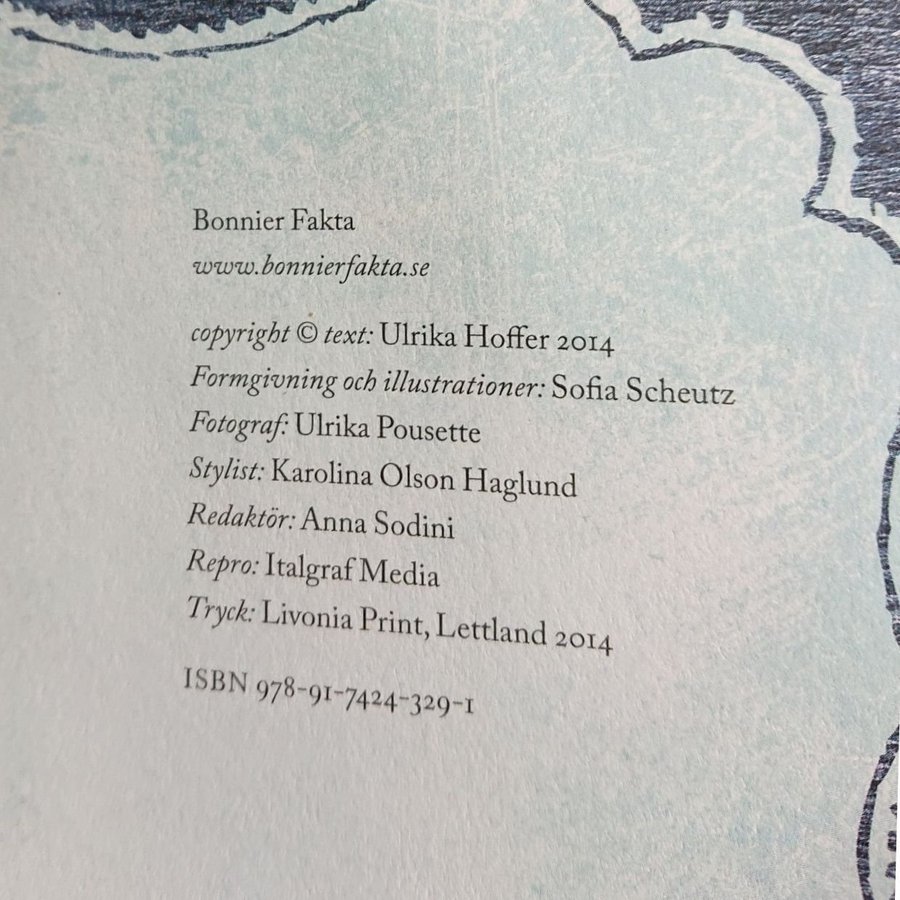 Bonnier Fakta
www.bonnierfakta.se
copyright © text: Ulrika Hoffer 2014
Formgivning och illustrationer: Sofia Scheutz
Fotograf: Ulrika Pousette
Stylist: Karolina Olson Haglund
Redaktör: Anna Sodini
Repro: Italgraf Media
Tryck: Livonia Print, Lettland 2014
ISBN 978-91-7424-329-1